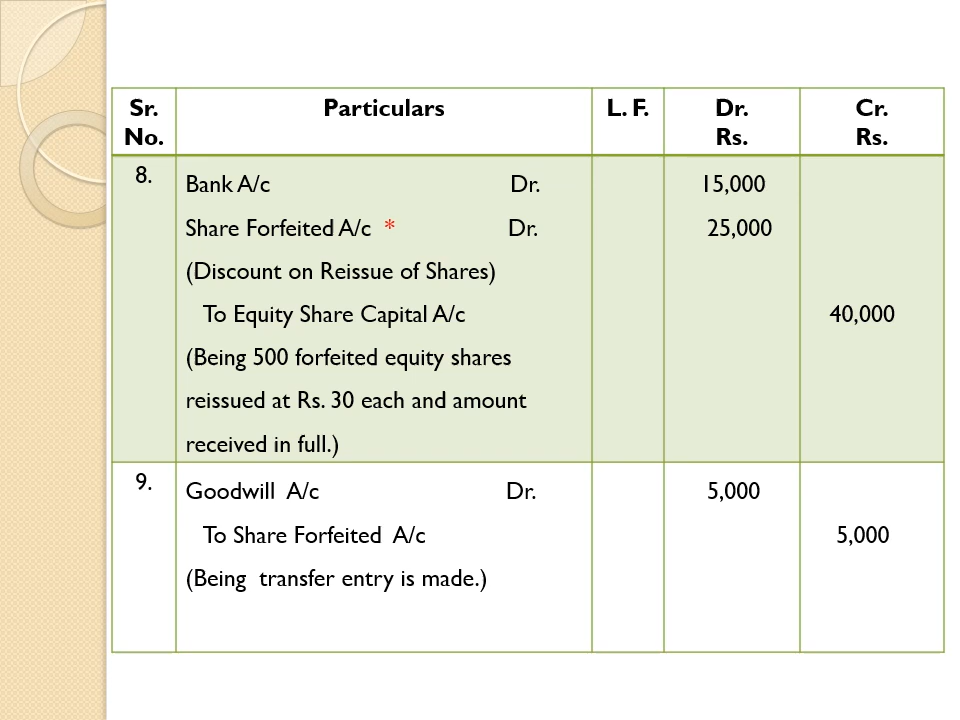 Sr. No. Particulars L. F. Dr. Rs. Cr. Rs.
8. Bank A/c Dr. 15,000
Share Forfeited A/c * Dr. 25,000
(Discount on Reissue of Shares)
To Equity Share Capital A/c 40,000
(Being 500 forfeited equity shares
reissued at Rs. 30 each and amount
received in full.)
9. Goodwill A/c Dr. 5,000
To Share Forfeited A/c 5,000
(Being transfer entry is made.)